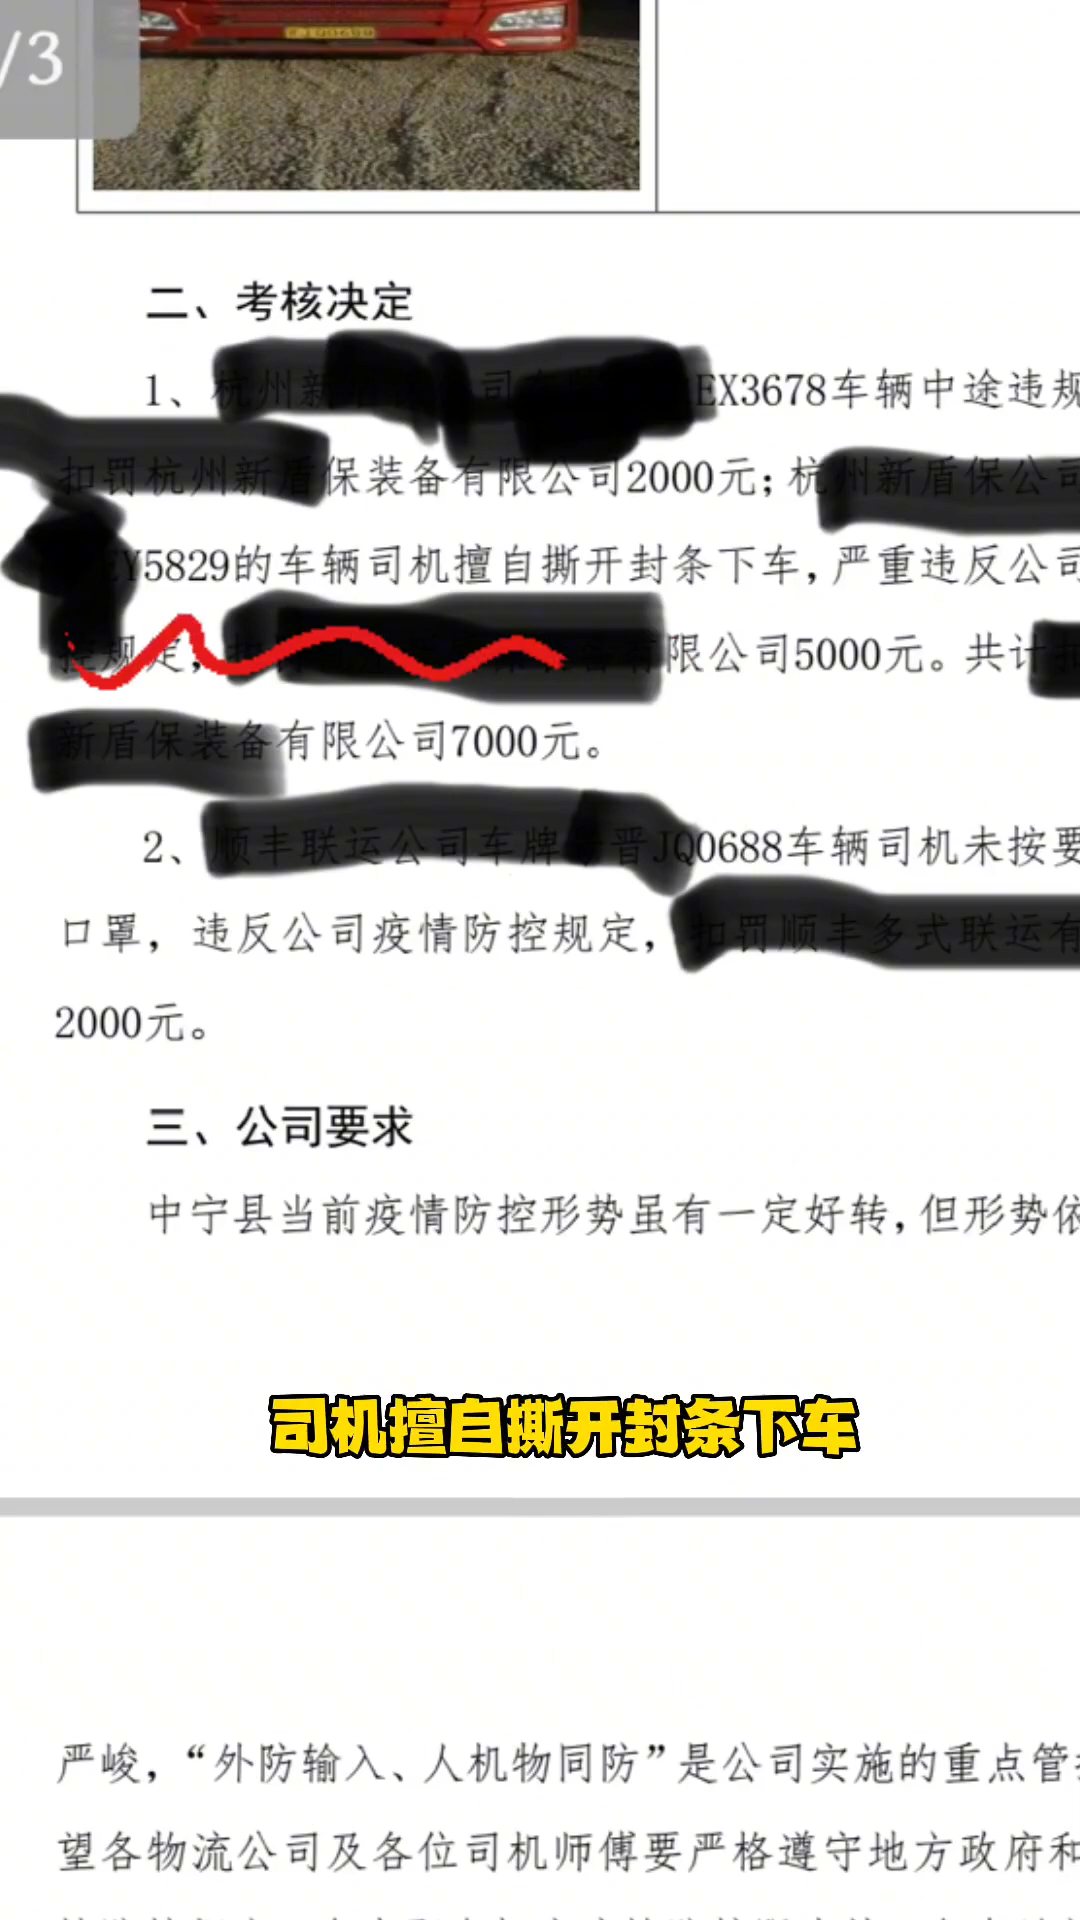 /3
二、考核决定
1、杭州新 司 EX3678车辆中途违规
扣罚杭州新盾保装备有限公司2000元；杭州新盾保公司
EY5829的车辆司机擅自撕开封条下车，严重违反公司
控规定， 备有限公司5000元。共计扣
新盾保装备有限公司7000元。
2、顺丰联运公司车牌号晋JQ0688车辆司机未按要
口罩，违反公司疫情防控规定，扣罚顺丰多式联运有
2000元。
三、公司要求
中宁县当前疫情防控形势虽有一定好转，但形势依
司机擅自撕开封条下车
严峻，“外防输入、人机物同防”是公司实施的重点管
望各物流公司及各位司机师傅要严格遵守地方政府和